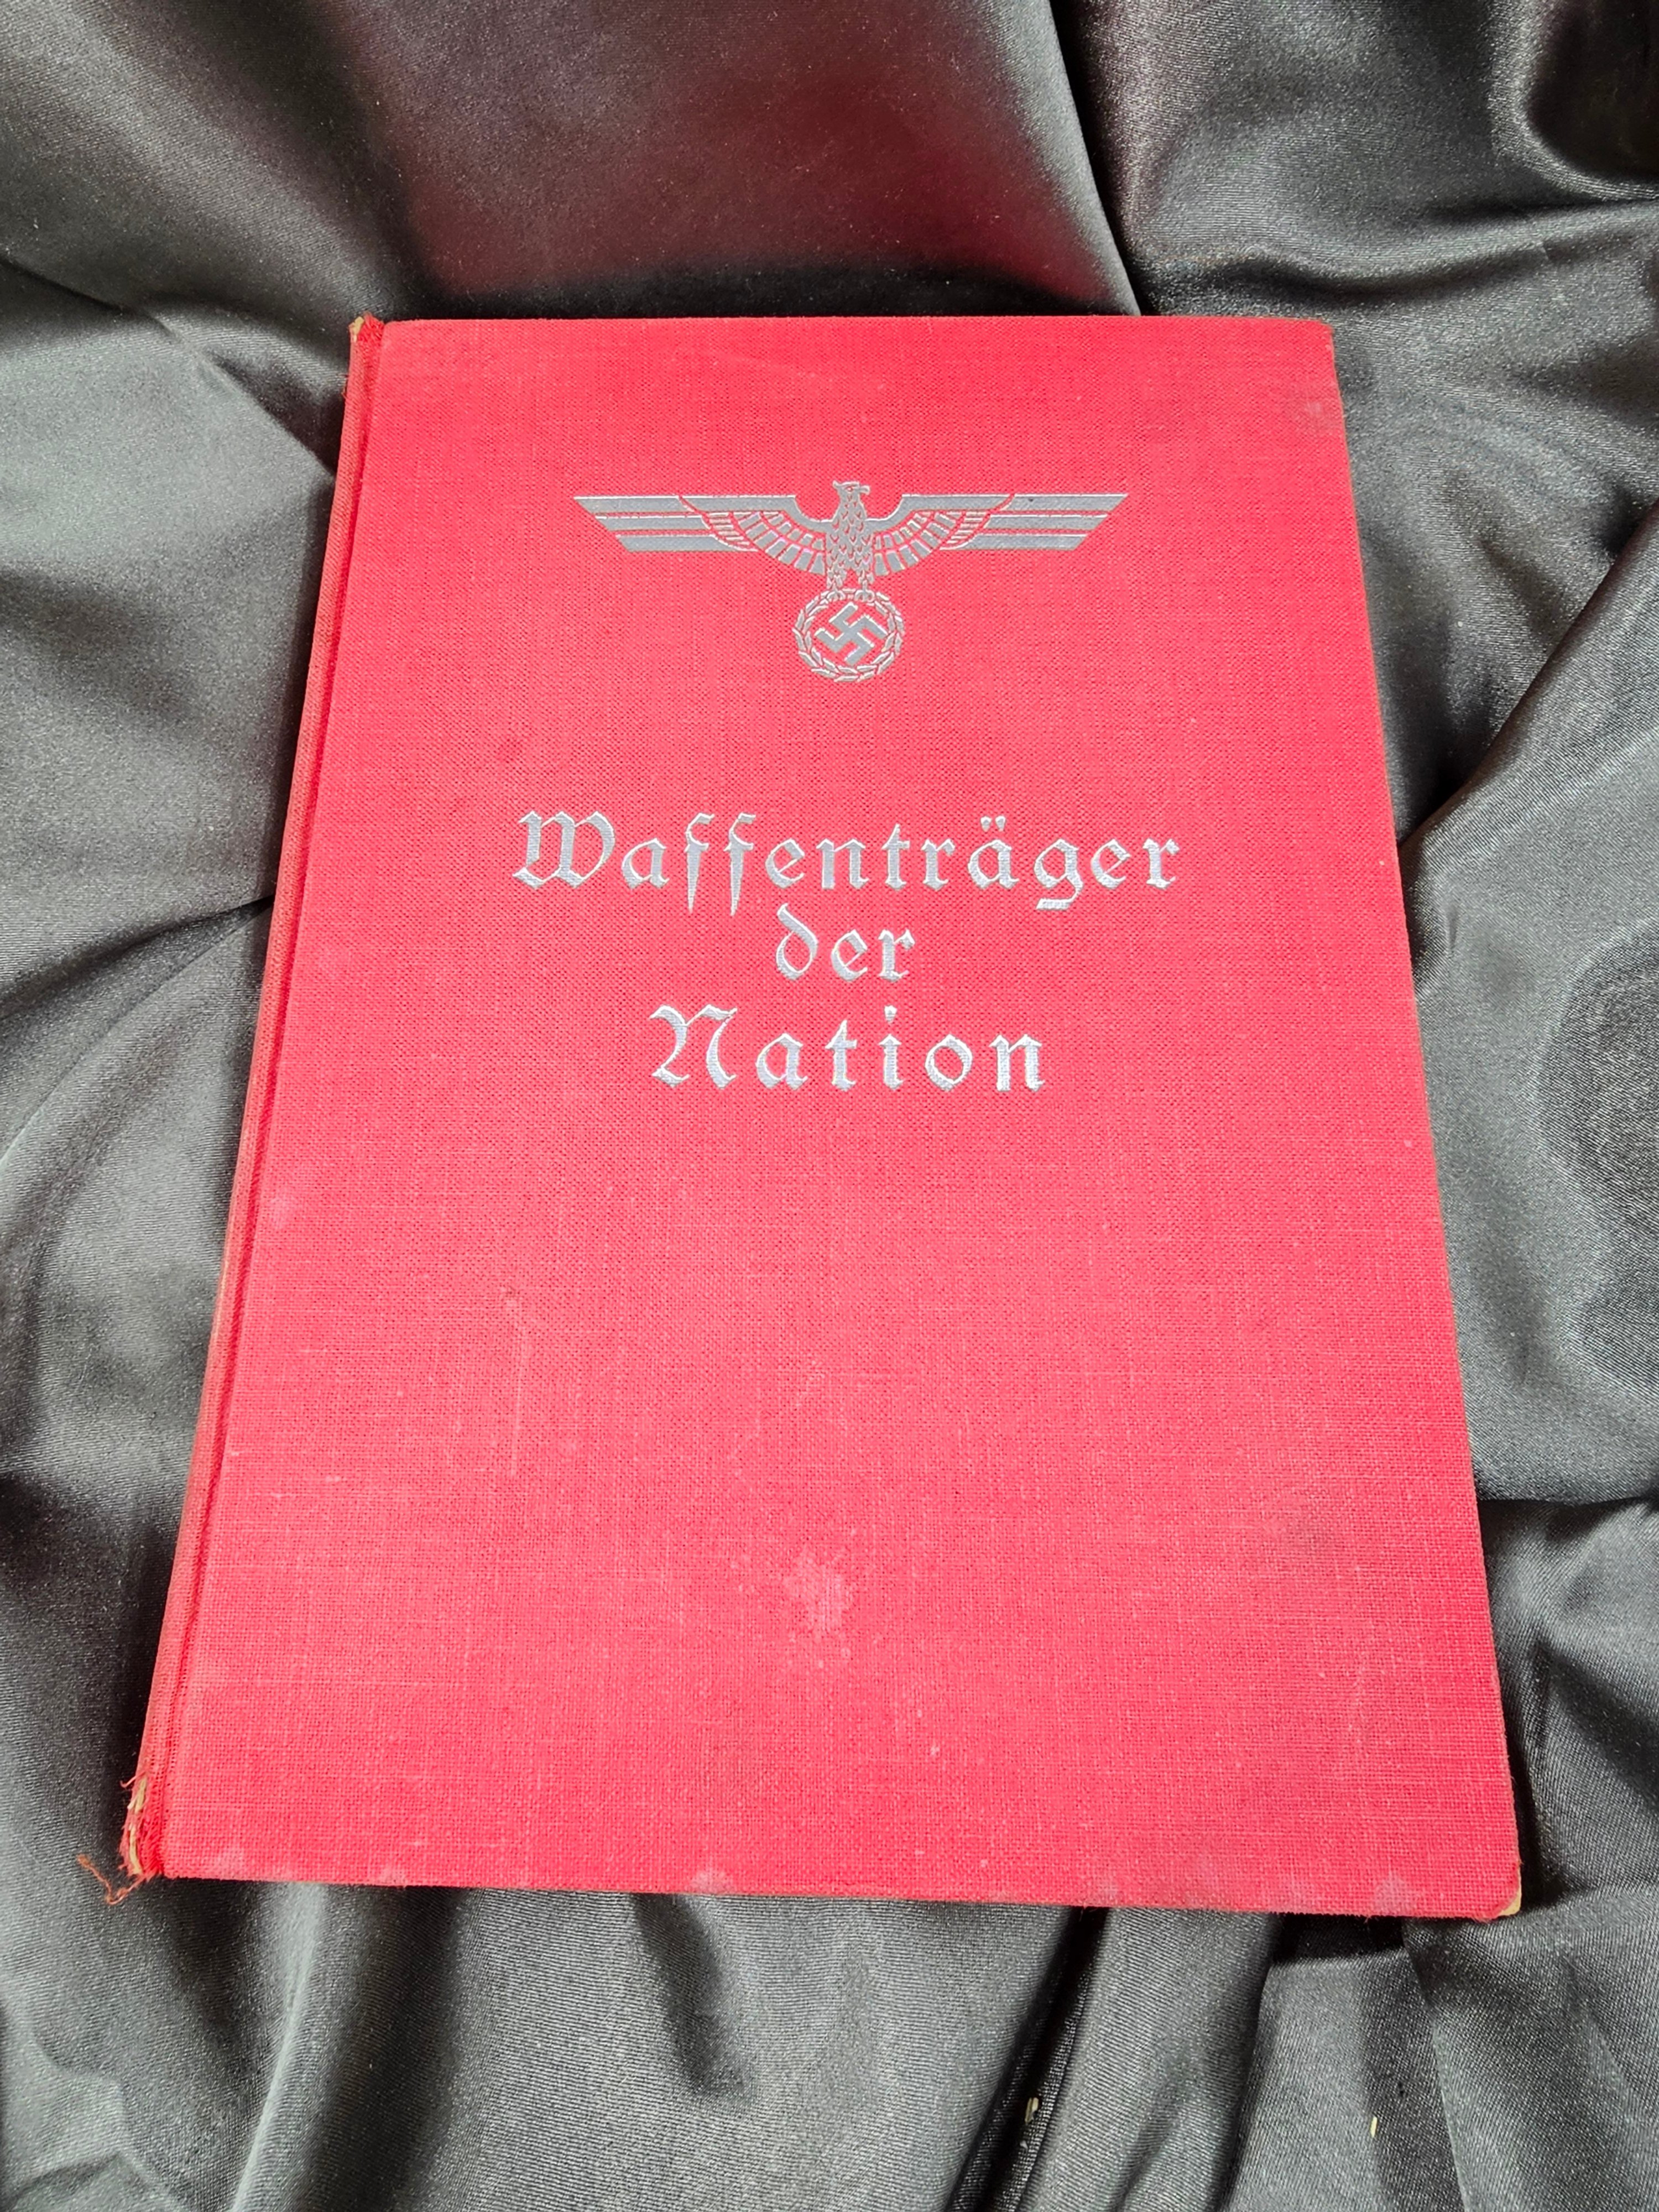 Waffenträger
der
Nation